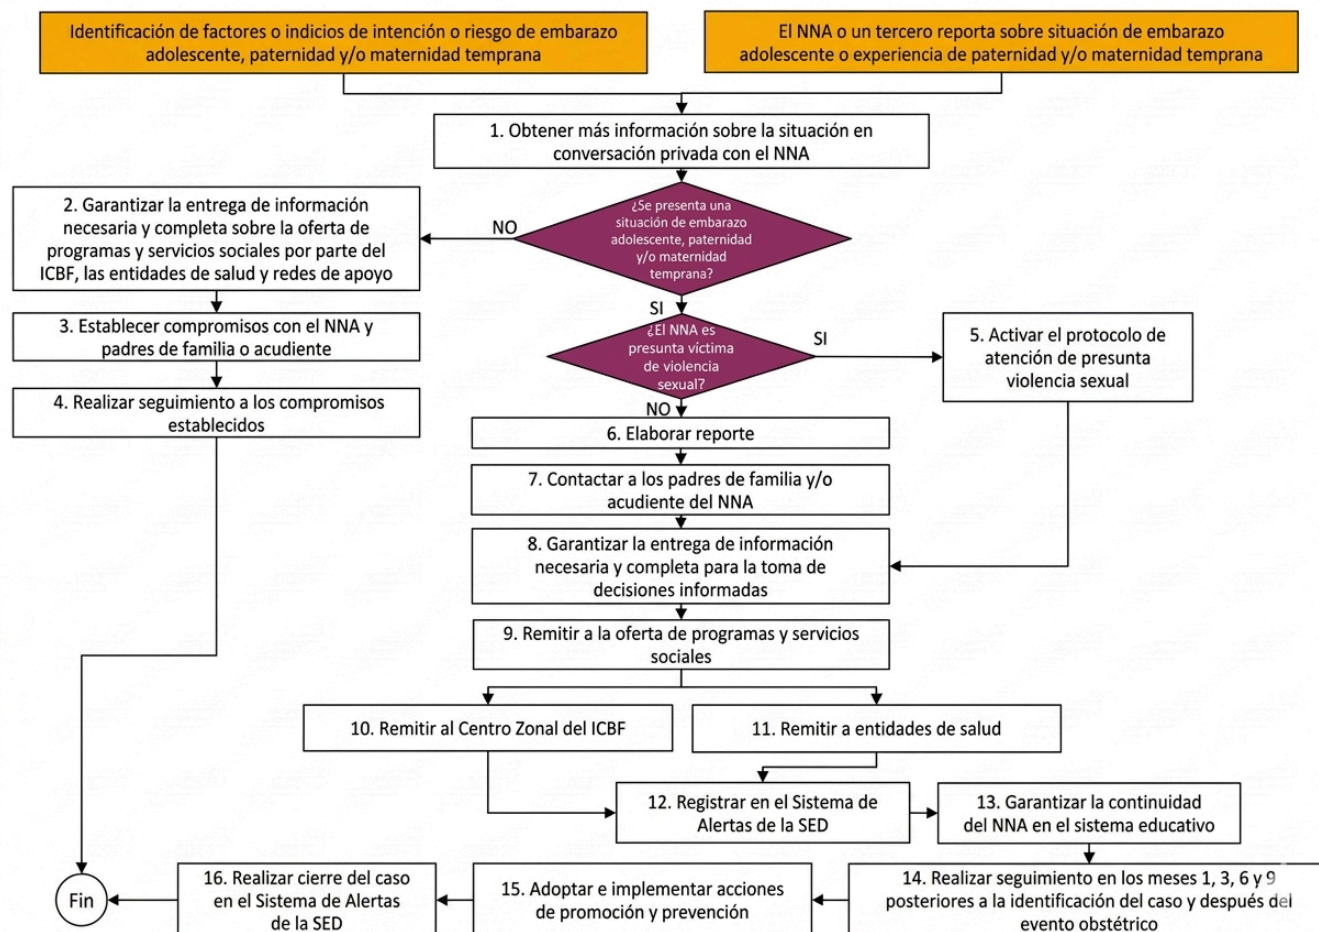 Identificación de factores o indicios de intención o riesgo de embarazo
adolescente, paternidad y/o maternidad temprana
El NNA o un tercero reporta sobre situación de embarazo
adolescente o experiencia de paternidad y/o maternidad temprana
1. Obtener más información sobre la situación en
conversación privada con el NNA
¿Se presenta una
situación de embarazo
adolescente, paternidad
y/o maternidad
temprana?
NO
2. Garantizar la entrega de información
necesaria y completa sobre la oferta de
programas y servicios sociales por parte del
ICBF, las entidades de salud y redes de apoyo
3. Establecer compromisos con el NNA y
padres de familia o acudiente
4. Realizar seguimiento a los compromisos
establecidos
SI
¿El NNA es
presunta víctima
de violencia
sexual?
SI
5. Activar el protocolo de
atención de presunta
violencia sexual
NO
6. Elaborar reporte
7. Contactar a los padres de familia y/o
acudiente del NNA
8. Garantizar la entrega de información
necesaria y completa para la toma de
decisiones informadas
9. Remitir a la oferta de programas y servicios
sociales
10. Remitir al Centro Zonal del ICBF
11. Remitir a entidades de salud
12. Registrar en el Sistema de
Alertas de la SED
13. Garantizar la continuidad
del NNA en el sistema educativo
14. Realizar seguimiento en los meses 1, 3, 6 y 9
posteriores a la identificación del caso y después del
evento obstétrico
15. Adoptar e implementar acciones
de promoción y prevención
16. Realizar cierre del caso
en el Sistema de Alertas
de la SED
Fin